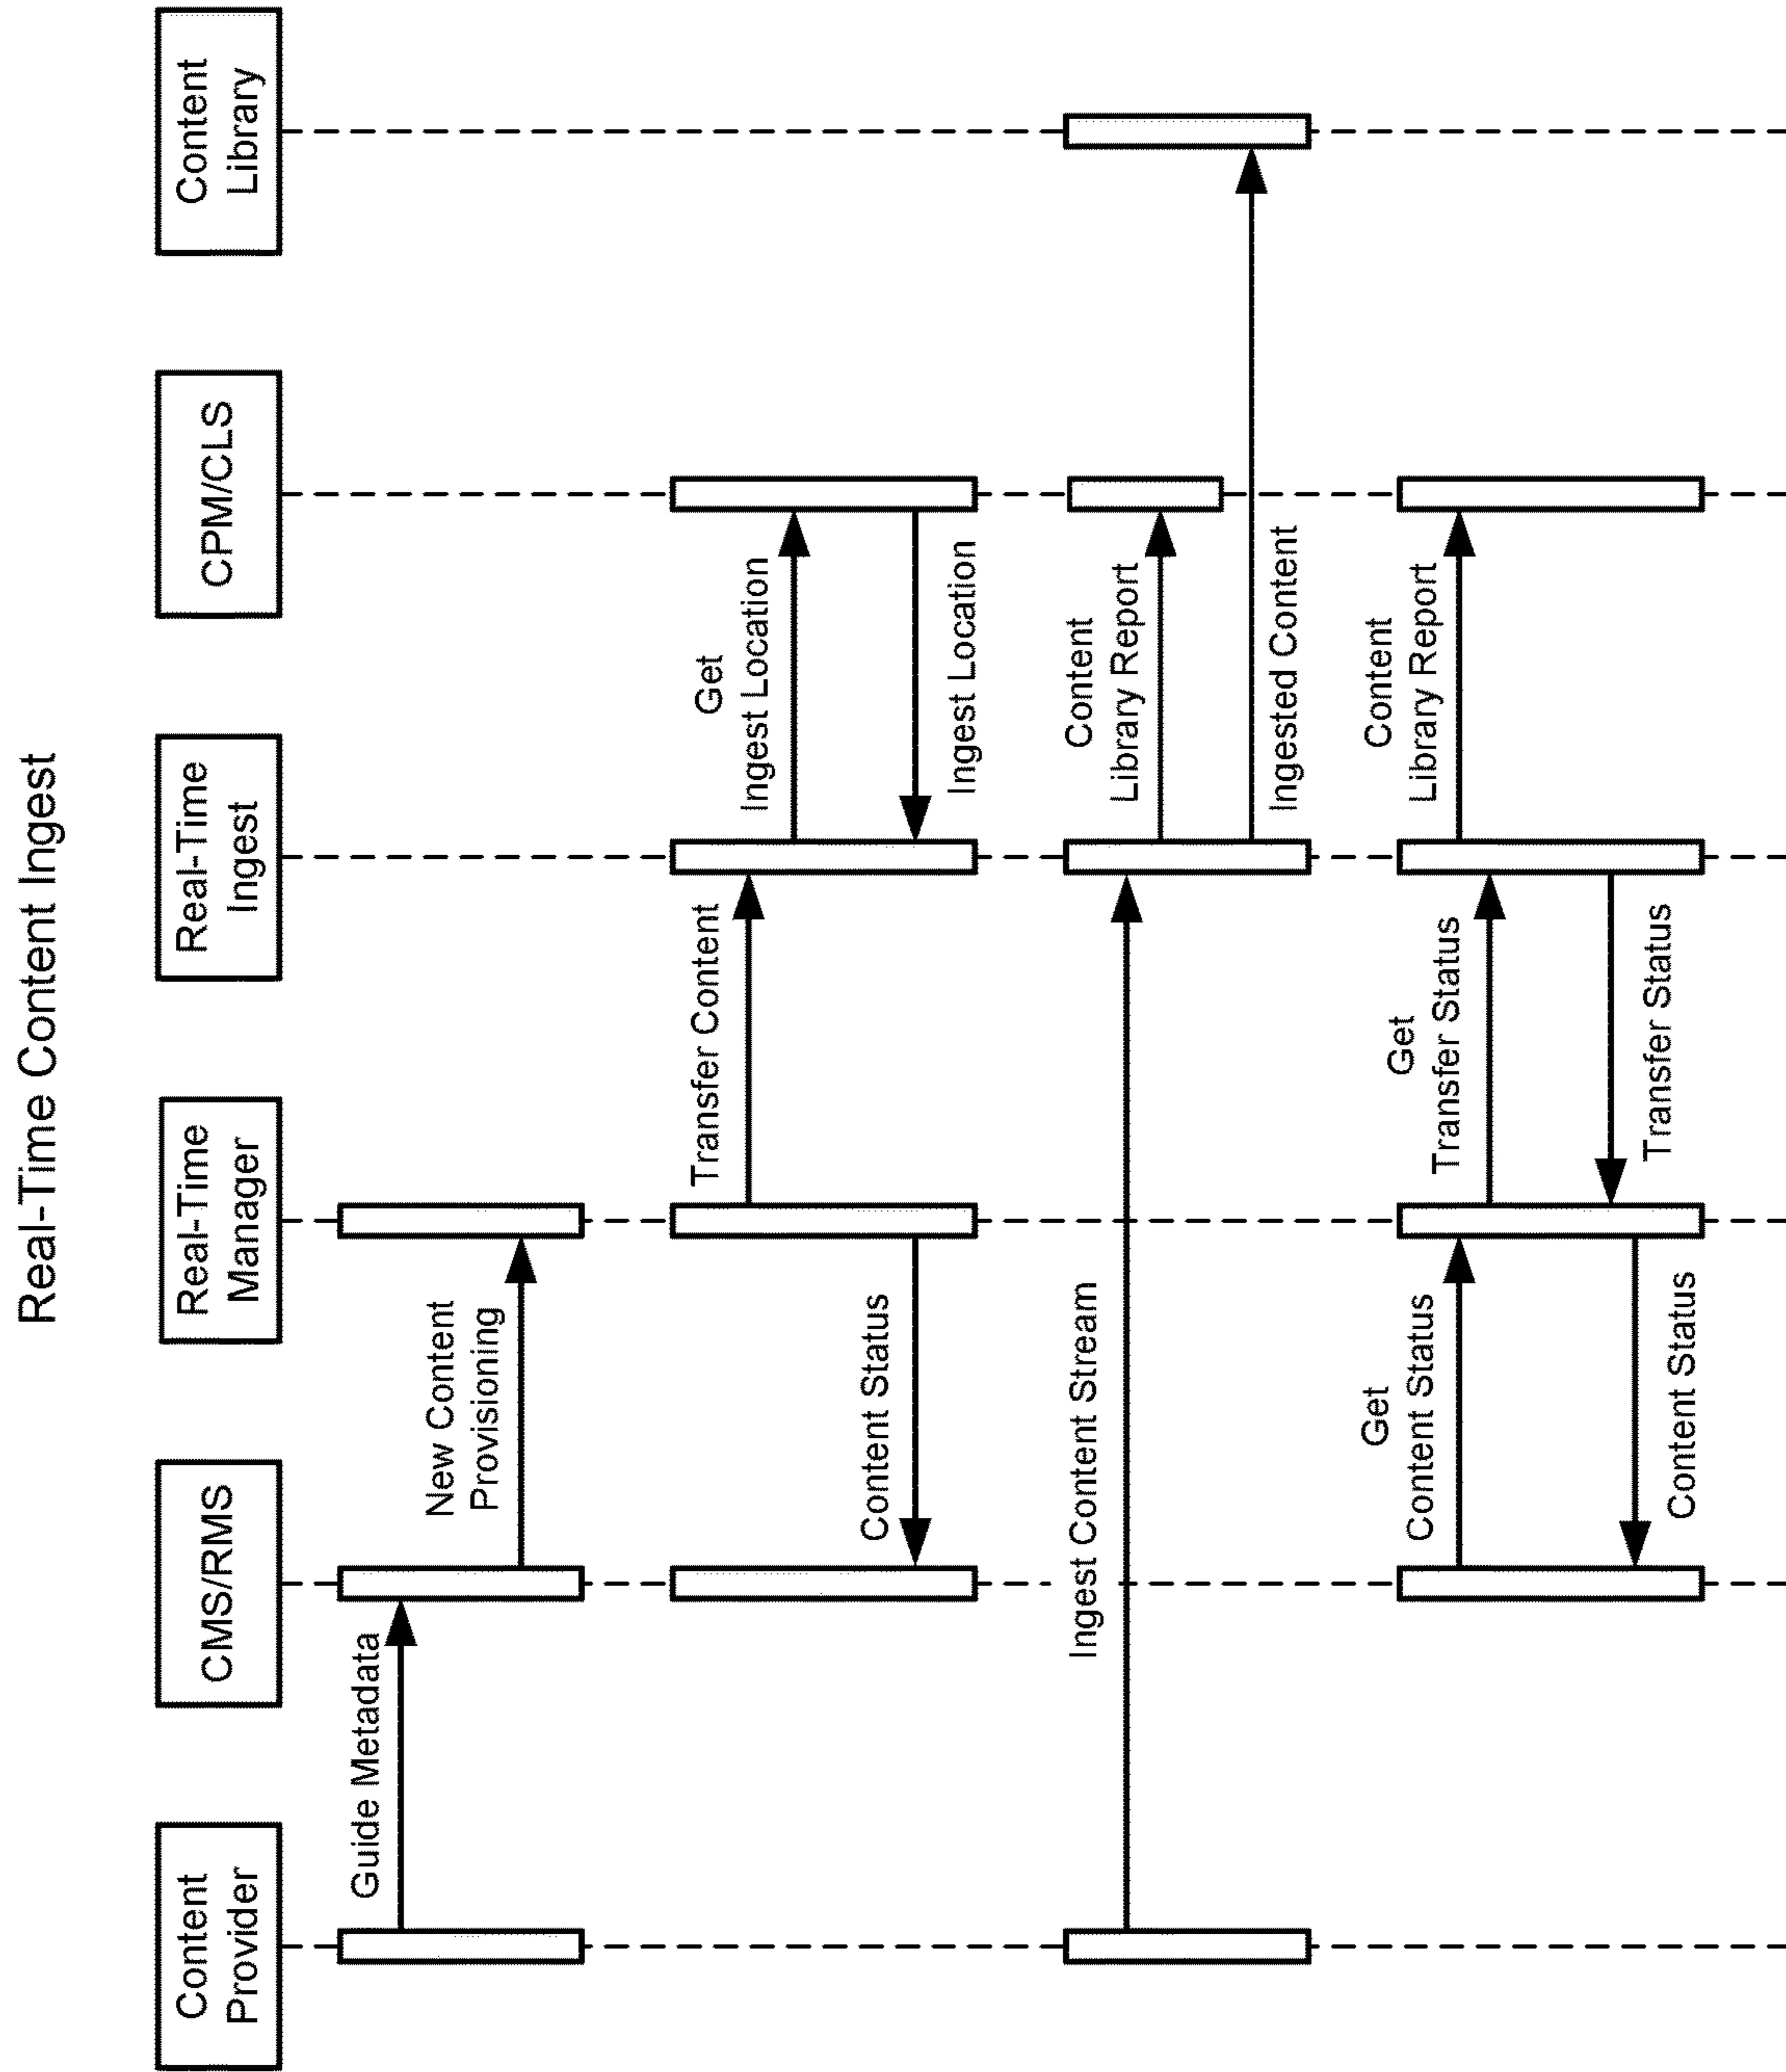 Real-Time Content Ingest
Content
Provider
CMS/RMS
Real-Time
Manager
Real-Time
Ingest
CPM/CLS
Content
Library
Guide Metadata
New Content
Provisioning
Transfer Content
Get
Ingest Location
Content Status
Ingest Location
Ingest Content Stream
Content
Library Report
Ingested Content
Get
Content Status
Get
Transfer Status
Content
Library Report
Transfer Status
Content Status